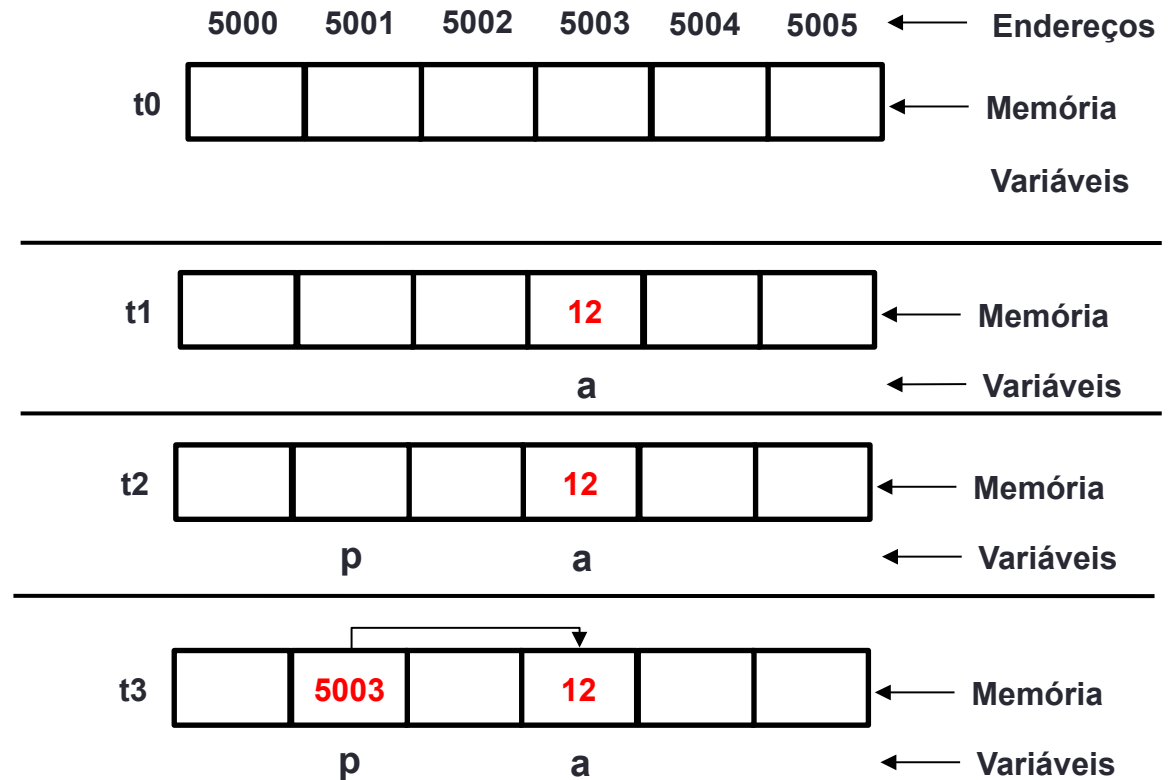 5000 5001 5002 5003 5004 5005 Endereços
t0 Memória
Variáveis
t1 12 Memória
a Variáveis
t2 12 Memória
p a Variáveis
t3 5003 12 Memória
p a Variáveis